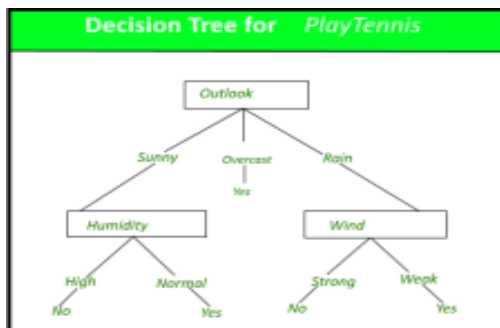 Decision Tree for PlayTennis
Outlook
Sunny Overcast Rain
Yes
Humidity Wind
High Normal Strong Weak
No Yes No Yes